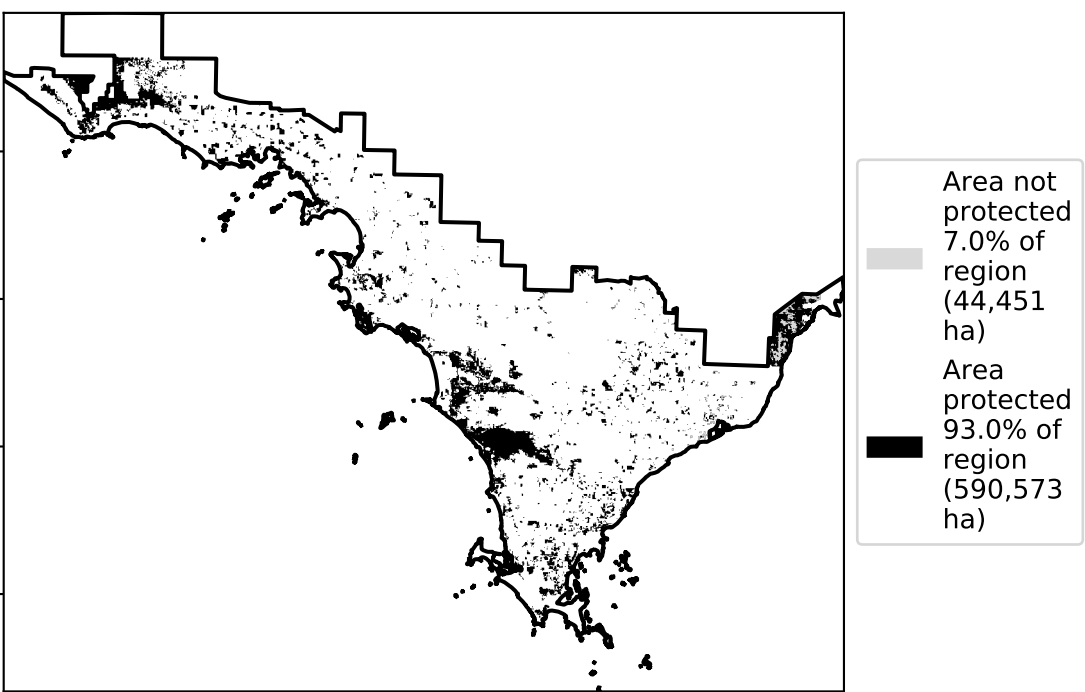 Area not
protected
7.0% of
region
(44,451
ha)
Area
protected
93.0% of
region
(590,573
ha)